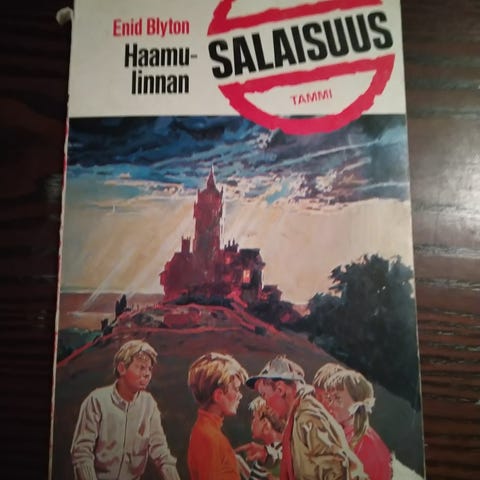 Enid Blyton
Haamu-
linnan
SALAISUUS
TAMMI